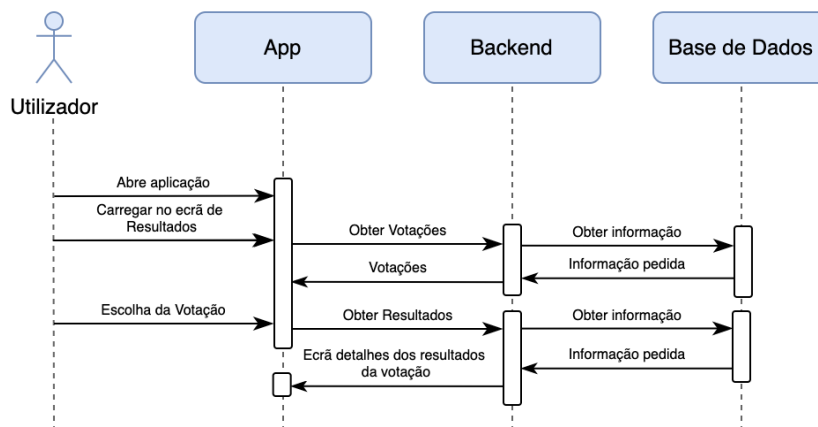 App
Backend
Base de Dados
Utilizador
Abre aplicação
Carregar no ecrã de
Resultados
Obter Votações
Obter informação
Votações
Informação pedida
Escolha da Votação
Obter Resultados
Obter informação
Ecrã detalhes dos resultados
da votação
Informação pedida